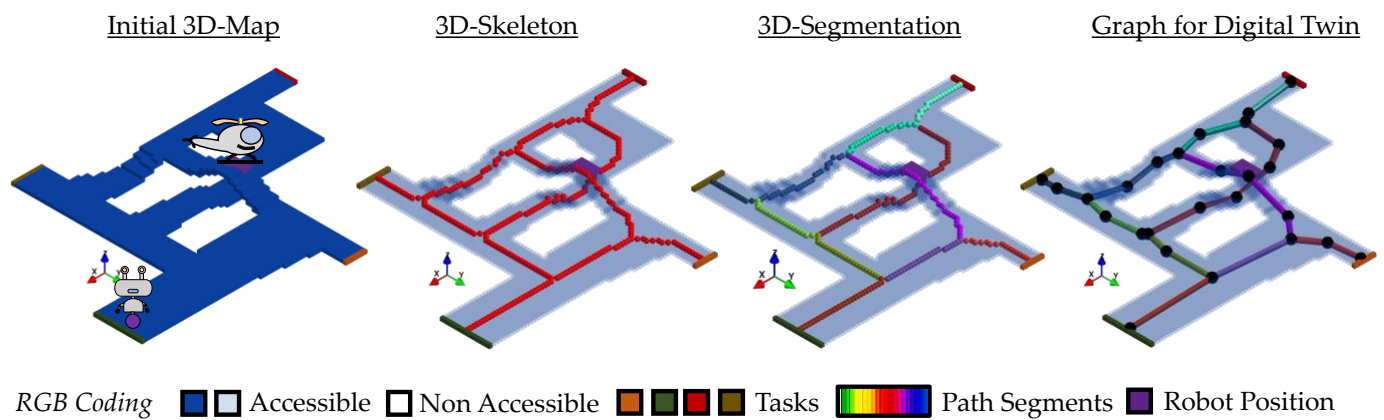 Initial 3D-Map 3D-Skeleton 3D-Segmentation Graph for Digital Twin
Z X Y Z X Y Z X Y Z X Y
RGB Coding Accessible Non Accessible Tasks Path Segments Robot Position